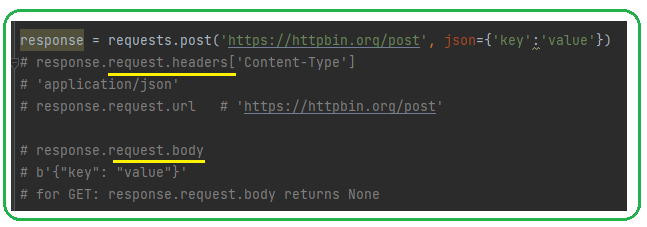 response = requests.post('https://httpbin.org/post', json={'key':'value'})
# response.request.headers['Content-Type']
# 'application/json'
# response.request.url   # 'https://httpbin.org/post'
# response.request.body
# b'{"key": "value"}'
# for GET: response.request.body returns None